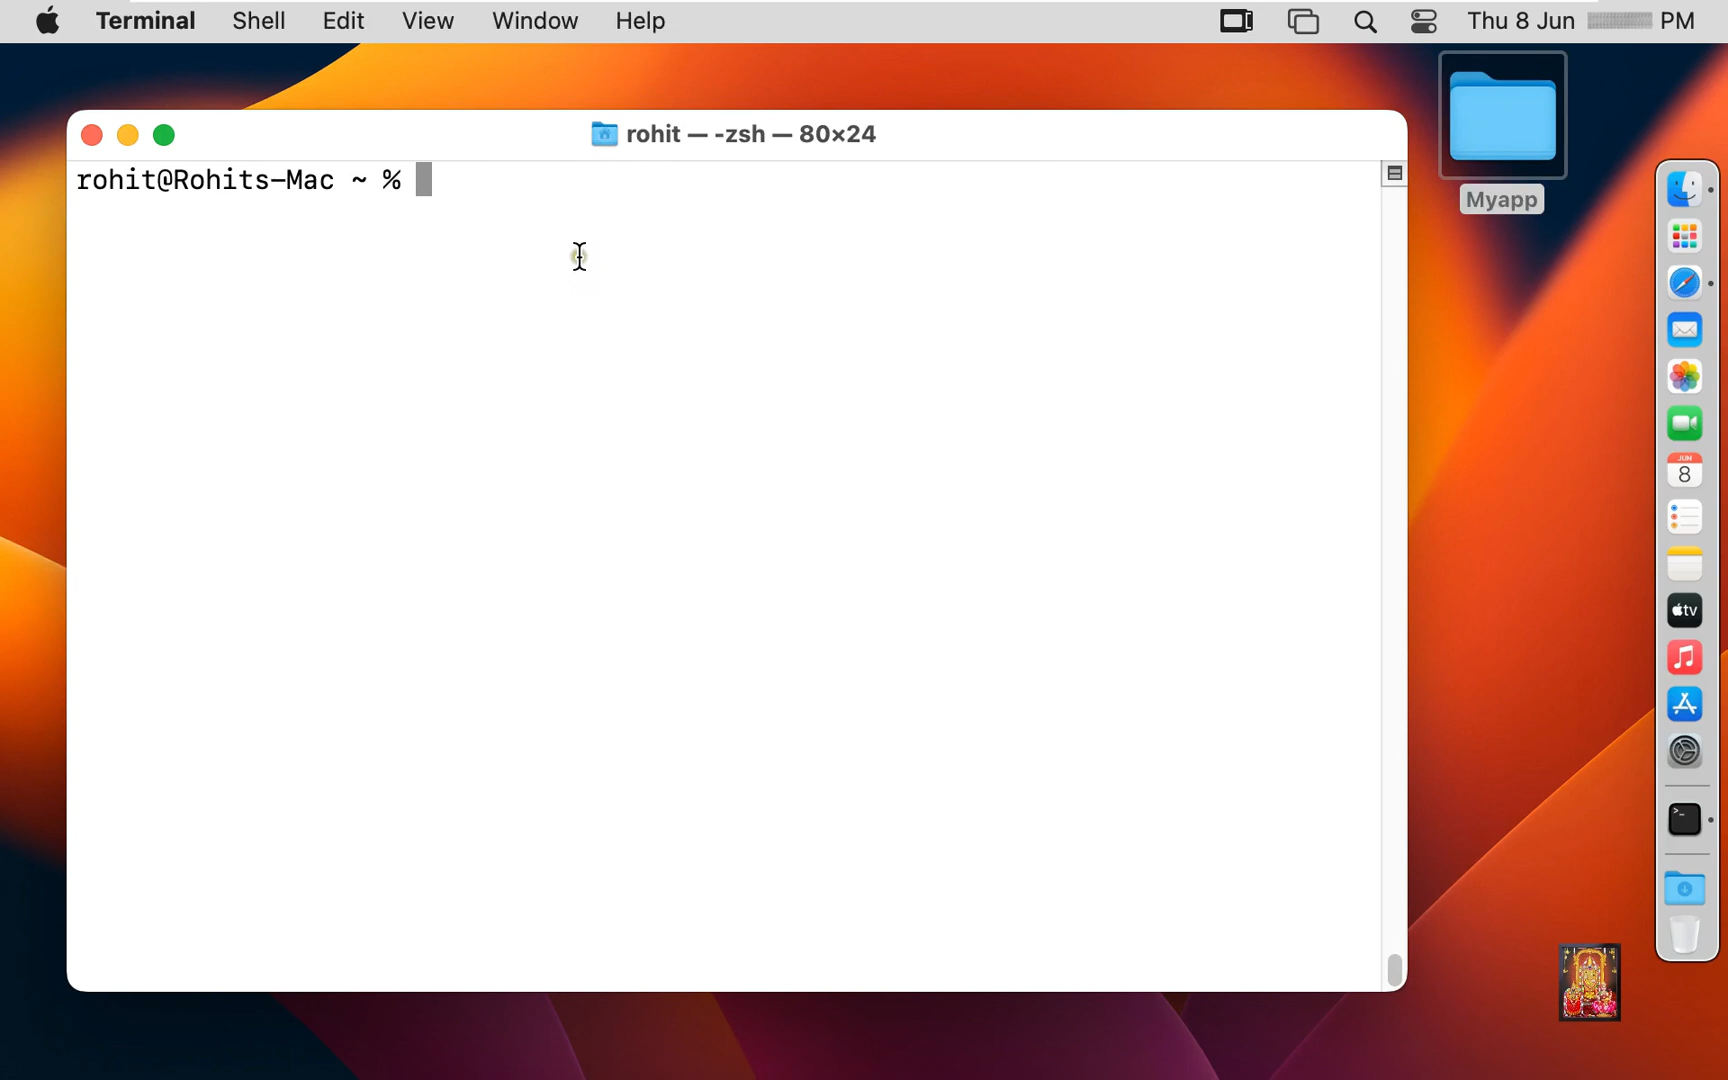 Terminal Shell Edit View Window Help Thu 8 Jun PM
rohit — -zsh — 80×24
rohit@Rohits-Mac ~ %
Myapp
JUN
8
tv
>_